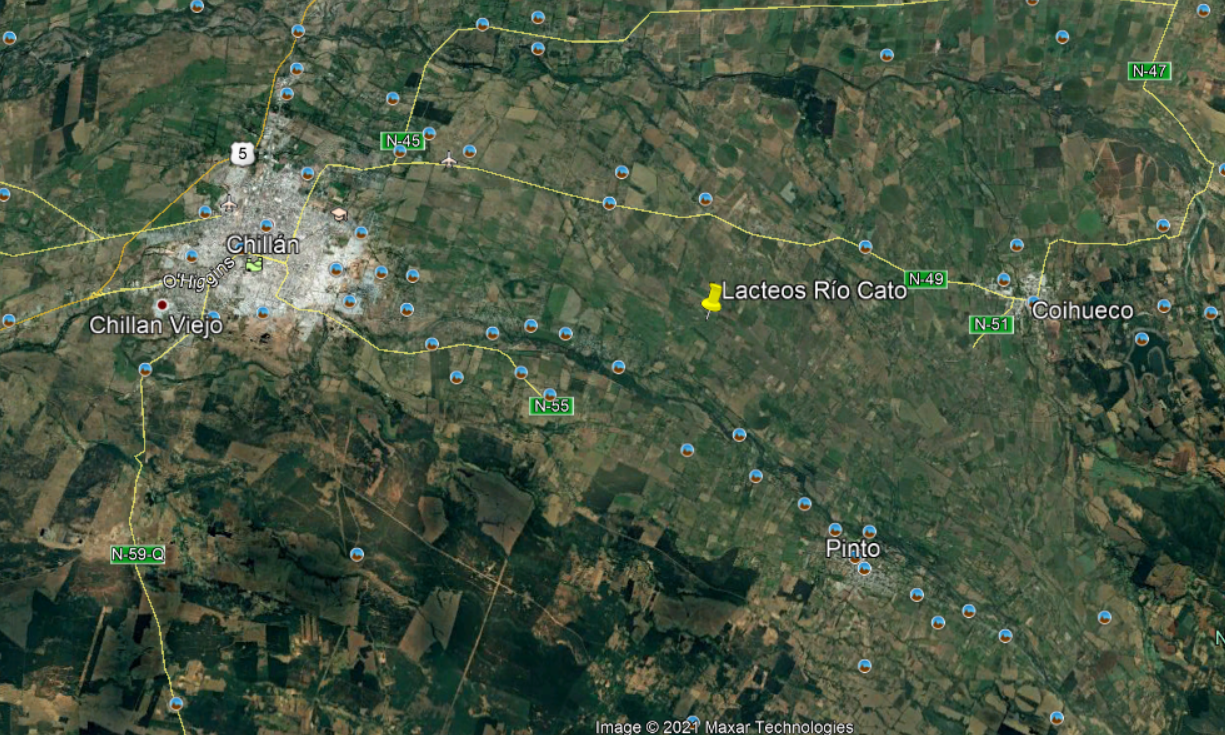 N-47
N-45
5
Chillán
O'Higgins
Lacteos Río Cato
N-49
Coihueco
Chillan Viejo
N-51
N-55
Pinto
N-59-Q
N
Image © 2021 Maxar Technologies